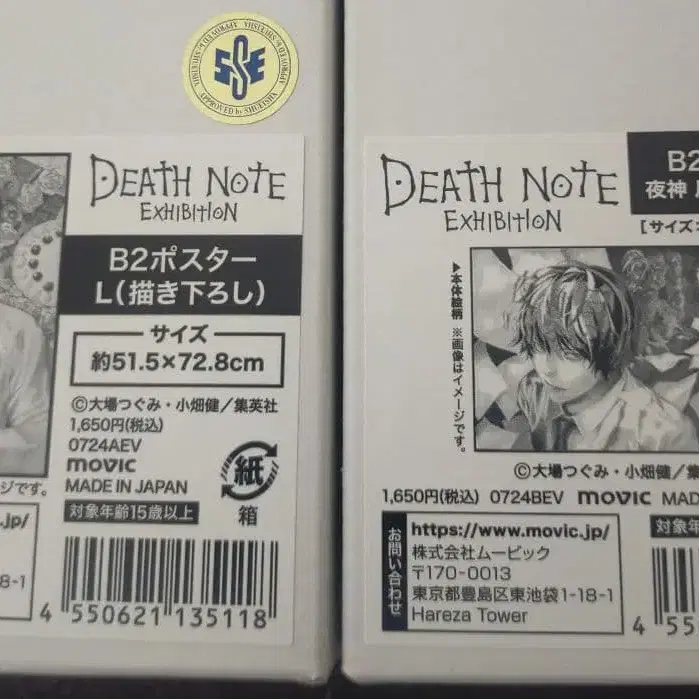 APPROVED by SHUEISHA
APPROVED by SHUEISHA
SSE
DEATH NOTE
EXHIBITION
B2ポスター
L(描き下ろし)
サイズ
約51.5×72.8cm
©大場つぐみ・小畑健/集英社
1,650円(税込)
0724AEV
movic
MADE IN JAPAN
対象年齢15歳以上
紙
箱
ージです。
.jp/
8-1
4 550621 135118
DEATH NOTE
EXHIBITION
B2
夜神
[サイズ:
▶本体絵柄 ※画像はイメージです。
©大場つぐみ・小畑健/集
1,650円(税込) 0724BEV movic MAD
対象年
お問い合わせ
https://www.movic.jp/
株式会社ムービック
〒170-0013
東京都豊島区東池袋1-18-1
Hareza Tower
4 55